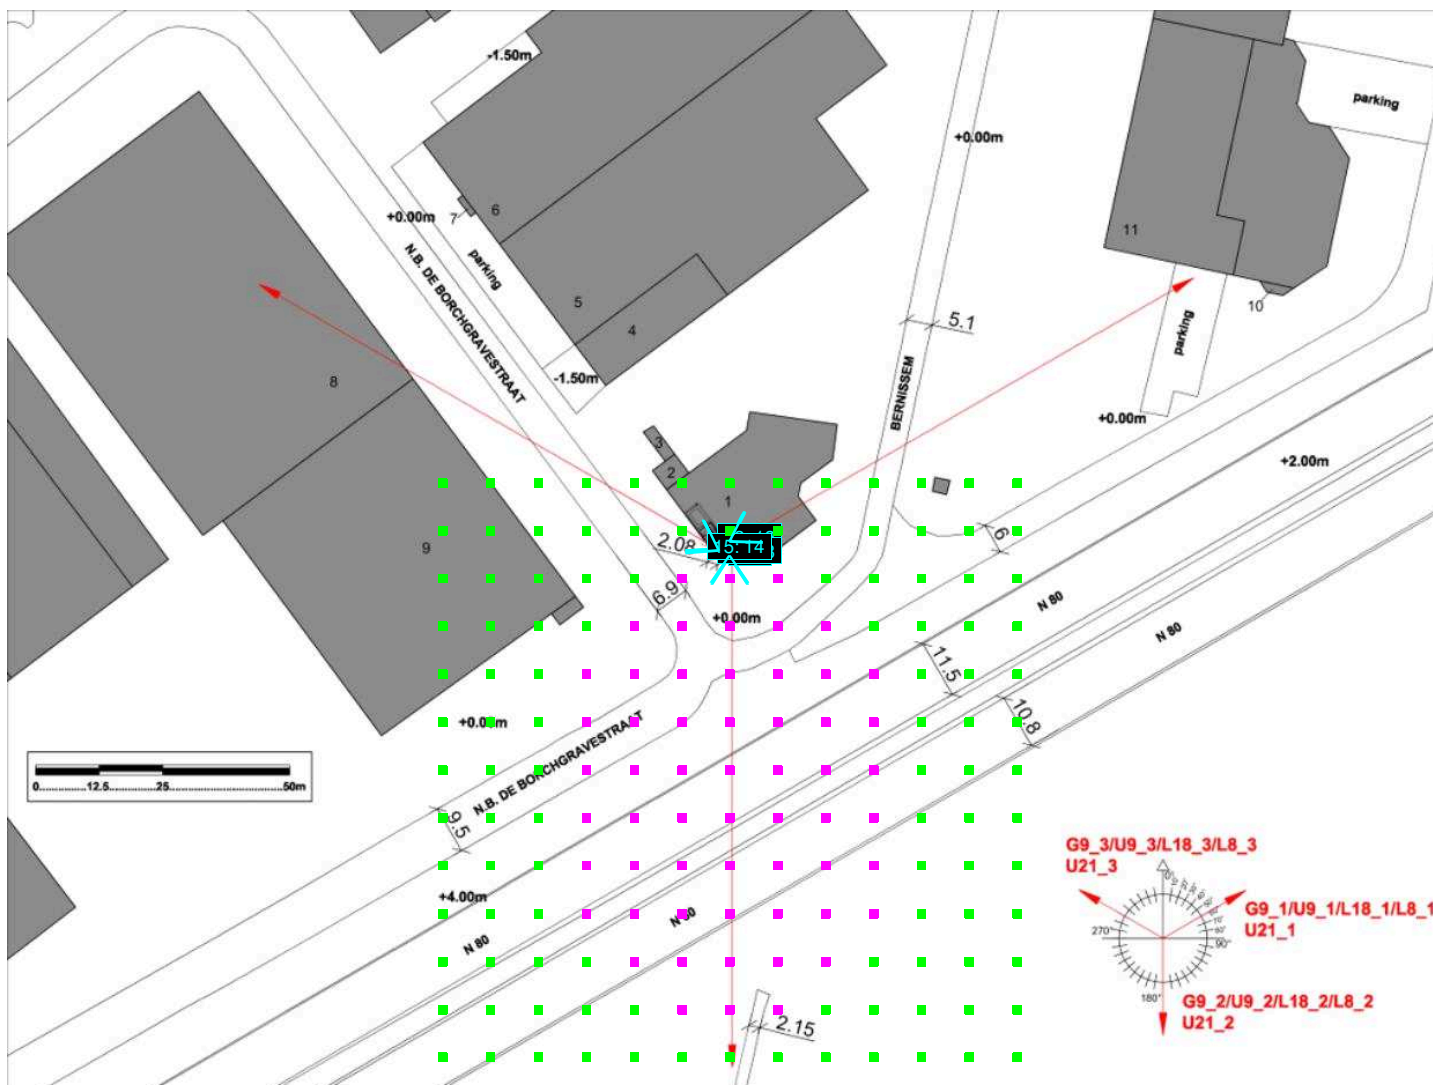 -1.50m
parking
+0.00m
+0.00m
7
6
parking
N.B. DE BORCHGRAVESTRAAT
11
5
4
10
parking
5.1
BERNISSEM
8
-1.50m
+0.00m
3
2
1
+2.00m
9
2.08
5.14
6
6.9
+0.00m
N 80
N 80
11.5
10.8
+0.00m
N.B. DE BORCHGRAVESTRAAT
0
12.5
25
50m
9.5
+4.00m
N 80
G9_3/U9_3/L18_3/L8_3
U21_3
G9_1/U9_1/L18_1/L8_1
U21_1
270°
90°
180°
G9_2/U9_2/L18_2/L8_2
U21_2
2.15